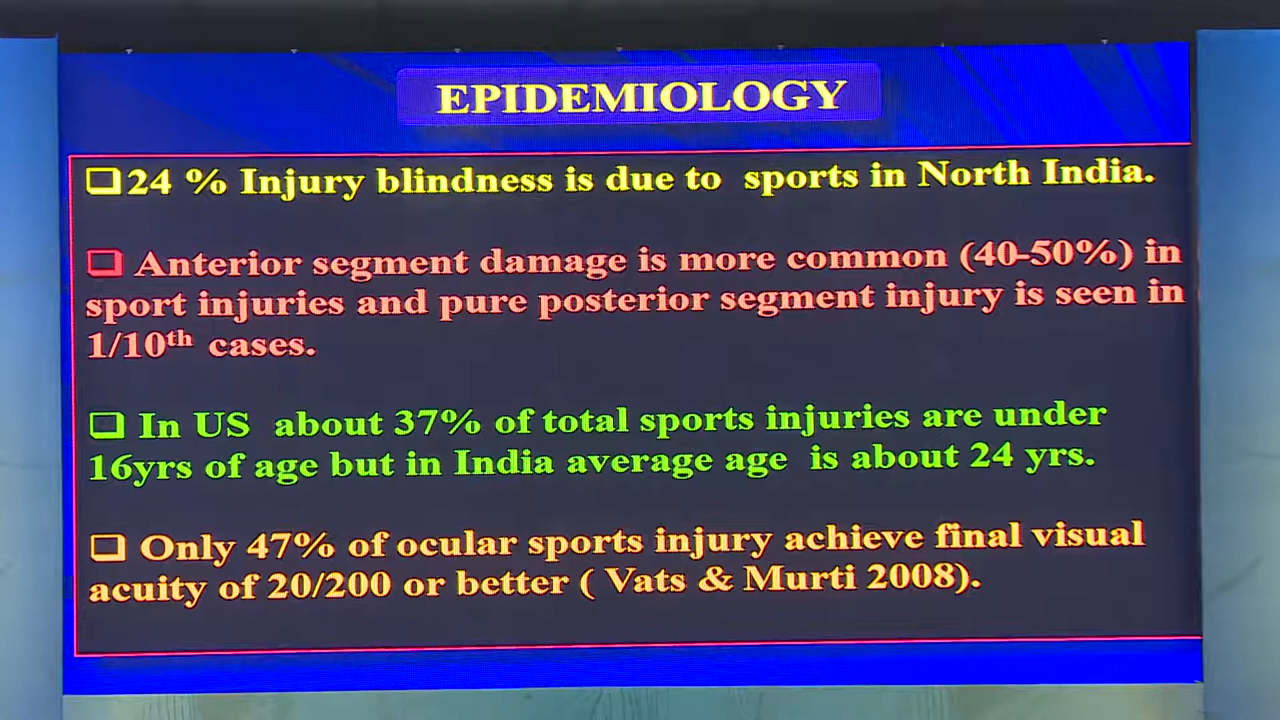 EPIDEMIOLOGY
❑24 % Injury blindness is due to sports in North India.
❑ Anterior segment damage is more common (40-50%) in
sport injuries and pure posterior segment injury is seen in
1/10th cases.
❑ In US about 37% of total sports injuries are under
16yrs of age but in India average age is about 24 yrs.
❑ Only 47% of ocular sports injury achieve final visual
acuity of 20/200 or better ( Vats & Murti 2008).